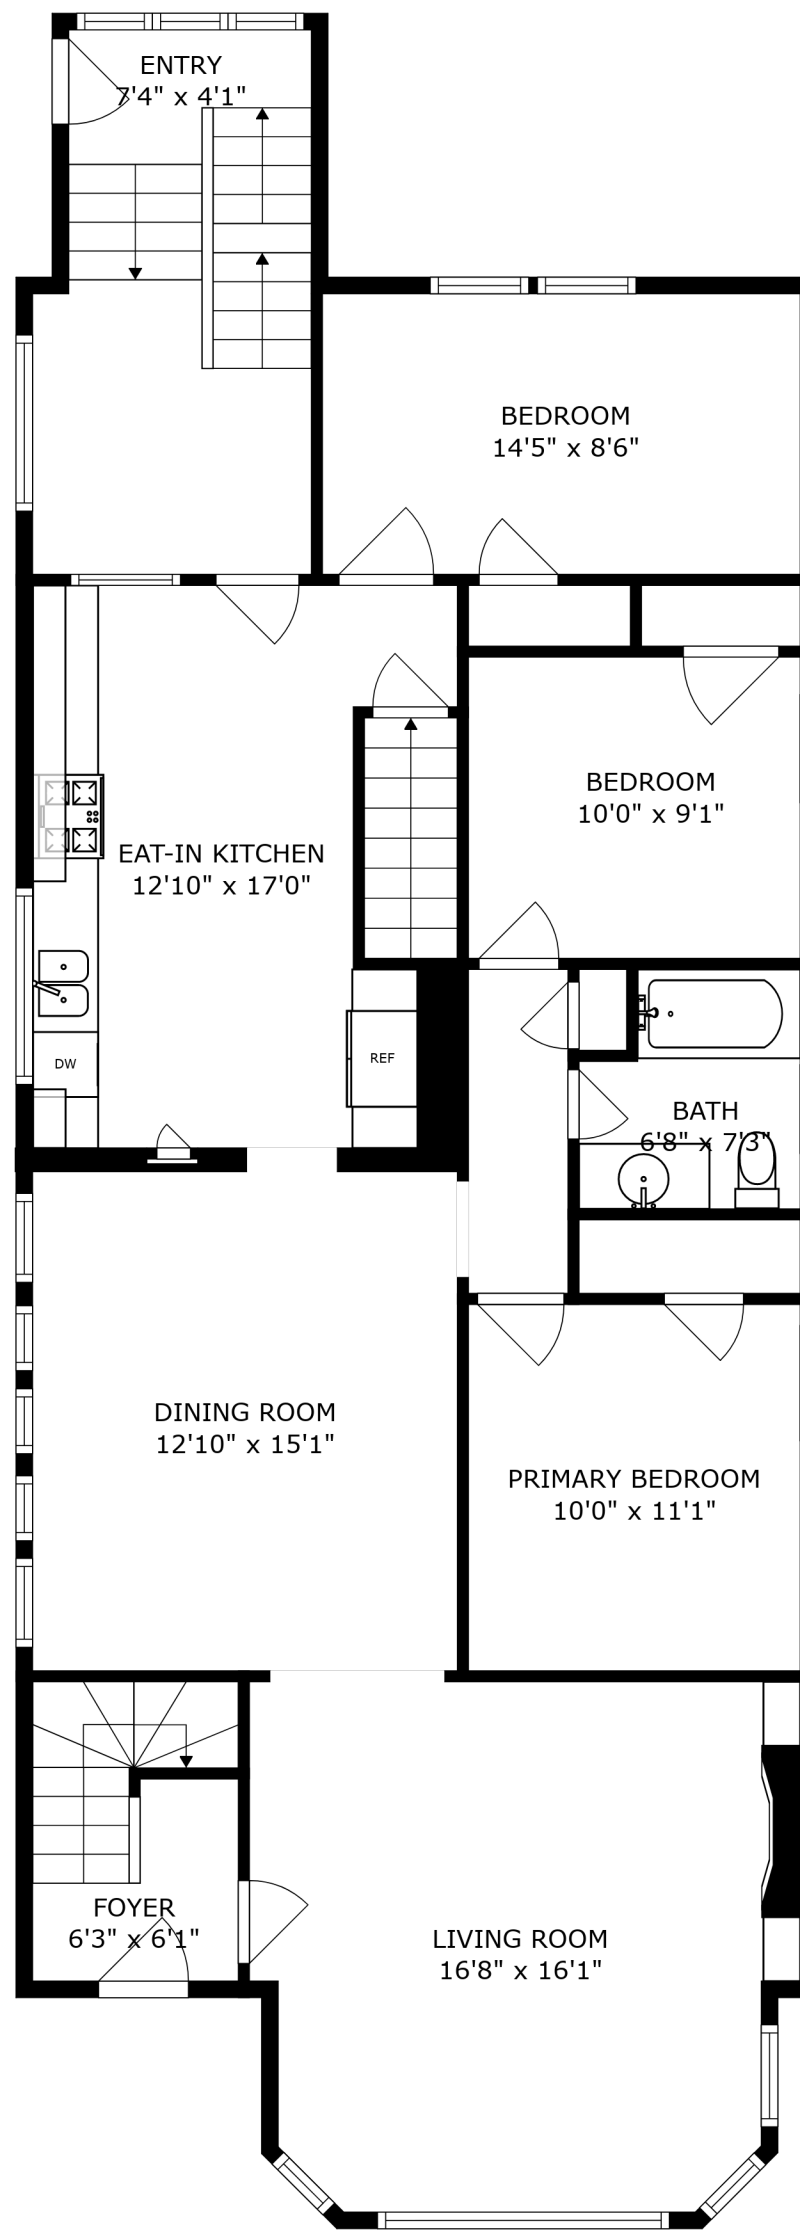 ENTRY
7'4" x 4'1"
BEDROOM
14'5" x 8'6"
BEDROOM
10'0" x 9'1"
EAT-IN KITCHEN
12'10" x 17'0"
DW
REF
BATH
6'8" x 7'3"
DINING ROOM
12'10" x 15'1"
PRIMARY BEDROOM
10'0" x 11'1"
FOYER
6'3" x 6'1"
LIVING ROOM
16'8" x 16'1"